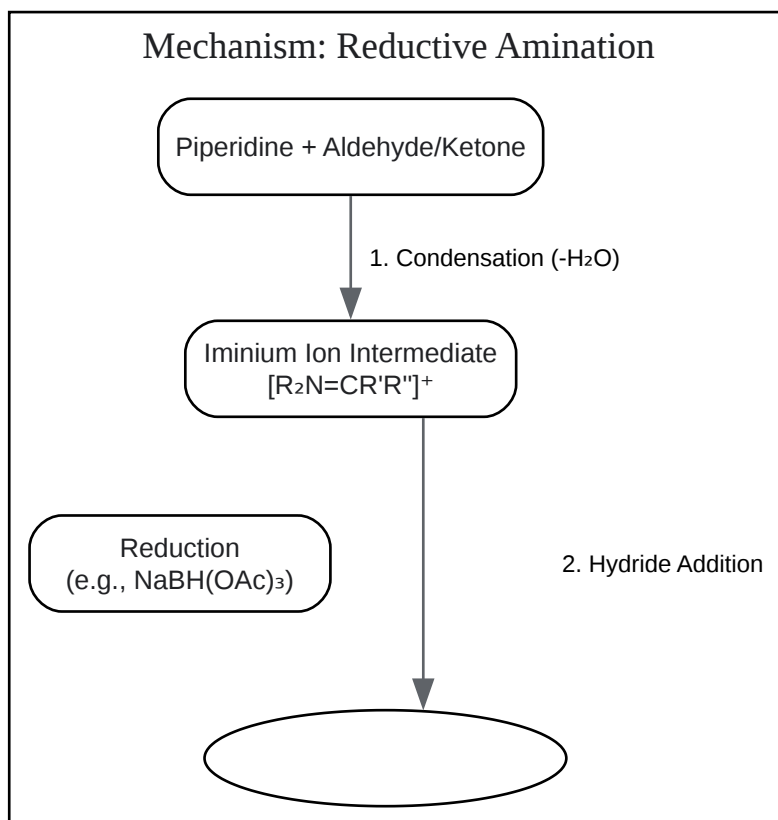 Mechanism: Reductive Amination
Piperidine + Aldehyde/Ketone
1. Condensation (-H₂O)
Iminium Ion Intermediate
[R₂N=CR'R"]⁺
Reduction
(e.g., NaBH(OAc)₃)
2. Hydride Addition